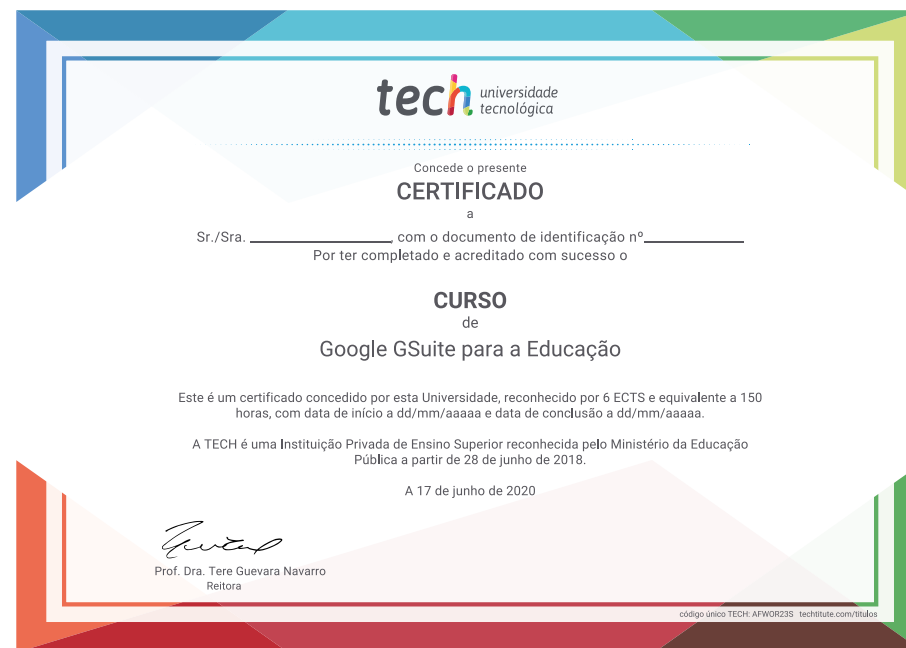 tech universidade
tecnológica
Concede o presente
CERTIFICADO
a
Sr./Sra. ________________, com o documento de identificação nº____________
Por ter completado e acreditado com sucesso o
CURSO
de
Google GSuite para a Educação
Este é um certificado concedido por esta Universidade, reconhecido por 6 ECTS e equivalente a 150
horas, com data de início a dd/mm/aaaaa e data de conclusão a dd/mm/aaaaa.
A TECH é uma Instituição Privada de Ensino Superior reconhecida pelo Ministério da Educação
Pública a partir de 28 de junho de 2018.
A 17 de junho de 2020
Prof. Dra. Tere Guevara Navarro
Reitora
código único TECH: AFWOR23S techtitute.com/titulos